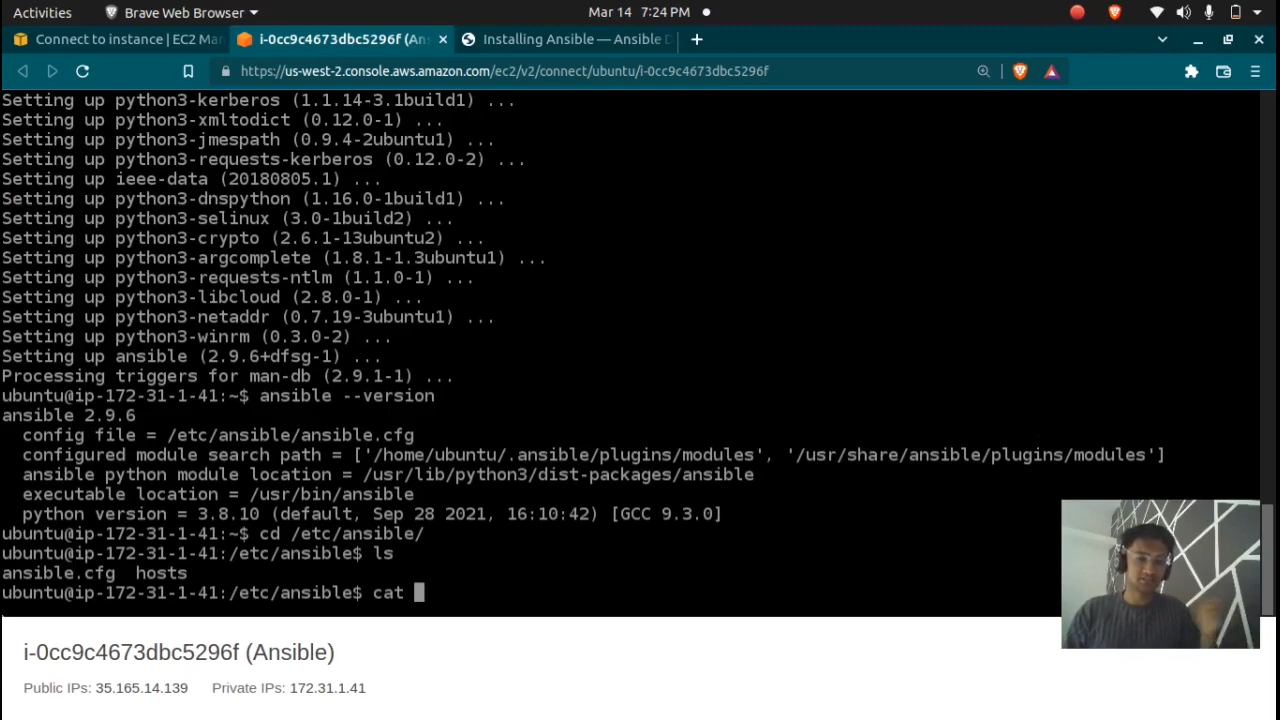 Activities
Brave Web Browser
Mar 14 7:24 PM
Connect to instance | EC2 Mar
i-0cc9c4673dbc5296f (An
Installing Ansible — Ansible D
https://us-west-2.console.aws.amazon.com/ec2/v2/connect/ubuntu/i-0cc9c4673dbc5296f
Setting up python3-kerberos (1.1.14-3.1build1) ...
Setting up python3-xmltodict (0.12.0-1) ...
Setting up python3-jmespath (0.9.4-2ubuntu1) ...
Setting up python3-requests-kerberos (0.12.0-2) ...
Setting up ieee-data (20180805.1) ...
Setting up python3-dnspython (1.16.0-1build1) ...
Setting up python3-selinux (3.0-1build2) ...
Setting up python3-crypto (2.6.1-13ubuntu2) ...
Setting up python3-argcomplete (1.8.1-1.3ubuntu1) ...
Setting up python3-requests-ntlm (1.1.0-1) ...
Setting up python3-libcloud (2.8.0-1) ...
Setting up python3-netaddr (0.7.19-3ubuntu1) ...
Setting up python3-winrm (0.3.0-2) ...
Setting up ansible (2.9.6+dfsg-1) ...
Processing triggers for man-db (2.9.1-1) ...
ubuntu@ip-172-31-1-41:~$ ansible --version
ansible 2.9.6
config file = /etc/ansible/ansible.cfg
configured module search path = ['/home/ubuntu/.ansible/plugins/modules', '/usr/share/ansible/plugins/modules']
ansible python module location = /usr/lib/python3/dist-packages/ansible
executable location = /usr/bin/ansible
python version = 3.8.10 (default, Sep 28 2021, 16:10:42) [GCC 9.3.0]
ubuntu@ip-172-31-1-41:~$ cd /etc/ansible/
ubuntu@ip-172-31-1-41:/etc/ansible$ ls
ansible.cfg hosts
ubuntu@ip-172-31-1-41:/etc/ansible$ cat
i-0cc9c4673dbc5296f (Ansible)
Public IPs: 35.165.14.139 Private IPs: 172.31.1.41